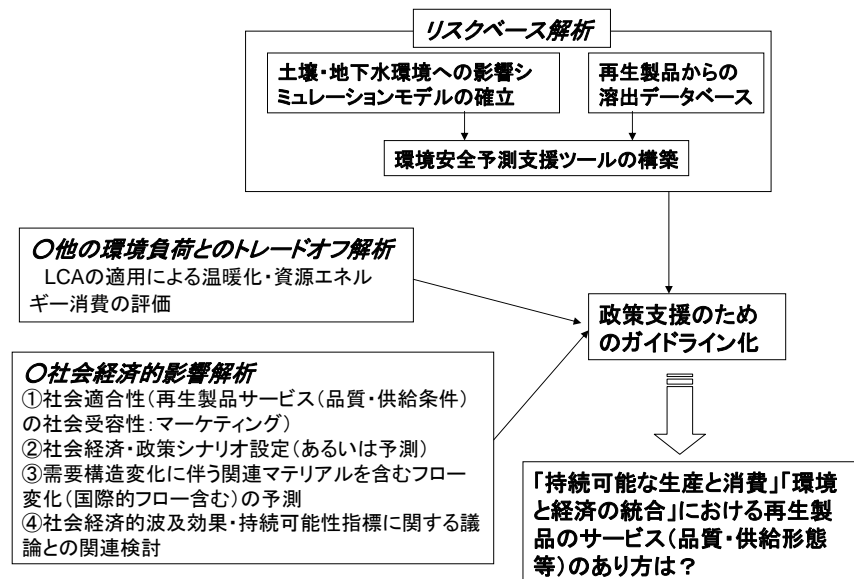 リスクベース解析
土壌・地下水環境への影響シ
ミュレーションモデルの確立
再生製品からの
溶出データベース
環境安全予測支援ツールの構築
〇他の環境負荷とのトレードオフ解析
LCAの適用による温暖化・資源エネル
ギー消費の評価
政策支援のため
のガイドライン化
〇社会経済的影響解析
①社会適合性(再生製品サービス(品質・供給条件)
の社会受容性:マーケティング)
②社会経済・政策シナリオ設定(あるいは予測)
③需要構造変化に伴う関連マテリアルを含むフロー
変化(国際的フロー含む)の予測
④社会経済的波及効果・持続可能性指標に関する議
論との関連検討
「持続可能な生産と消費」「環境
と経済の統合」における再生製
品のサービス(品質・供給形態
等)のあり方は?